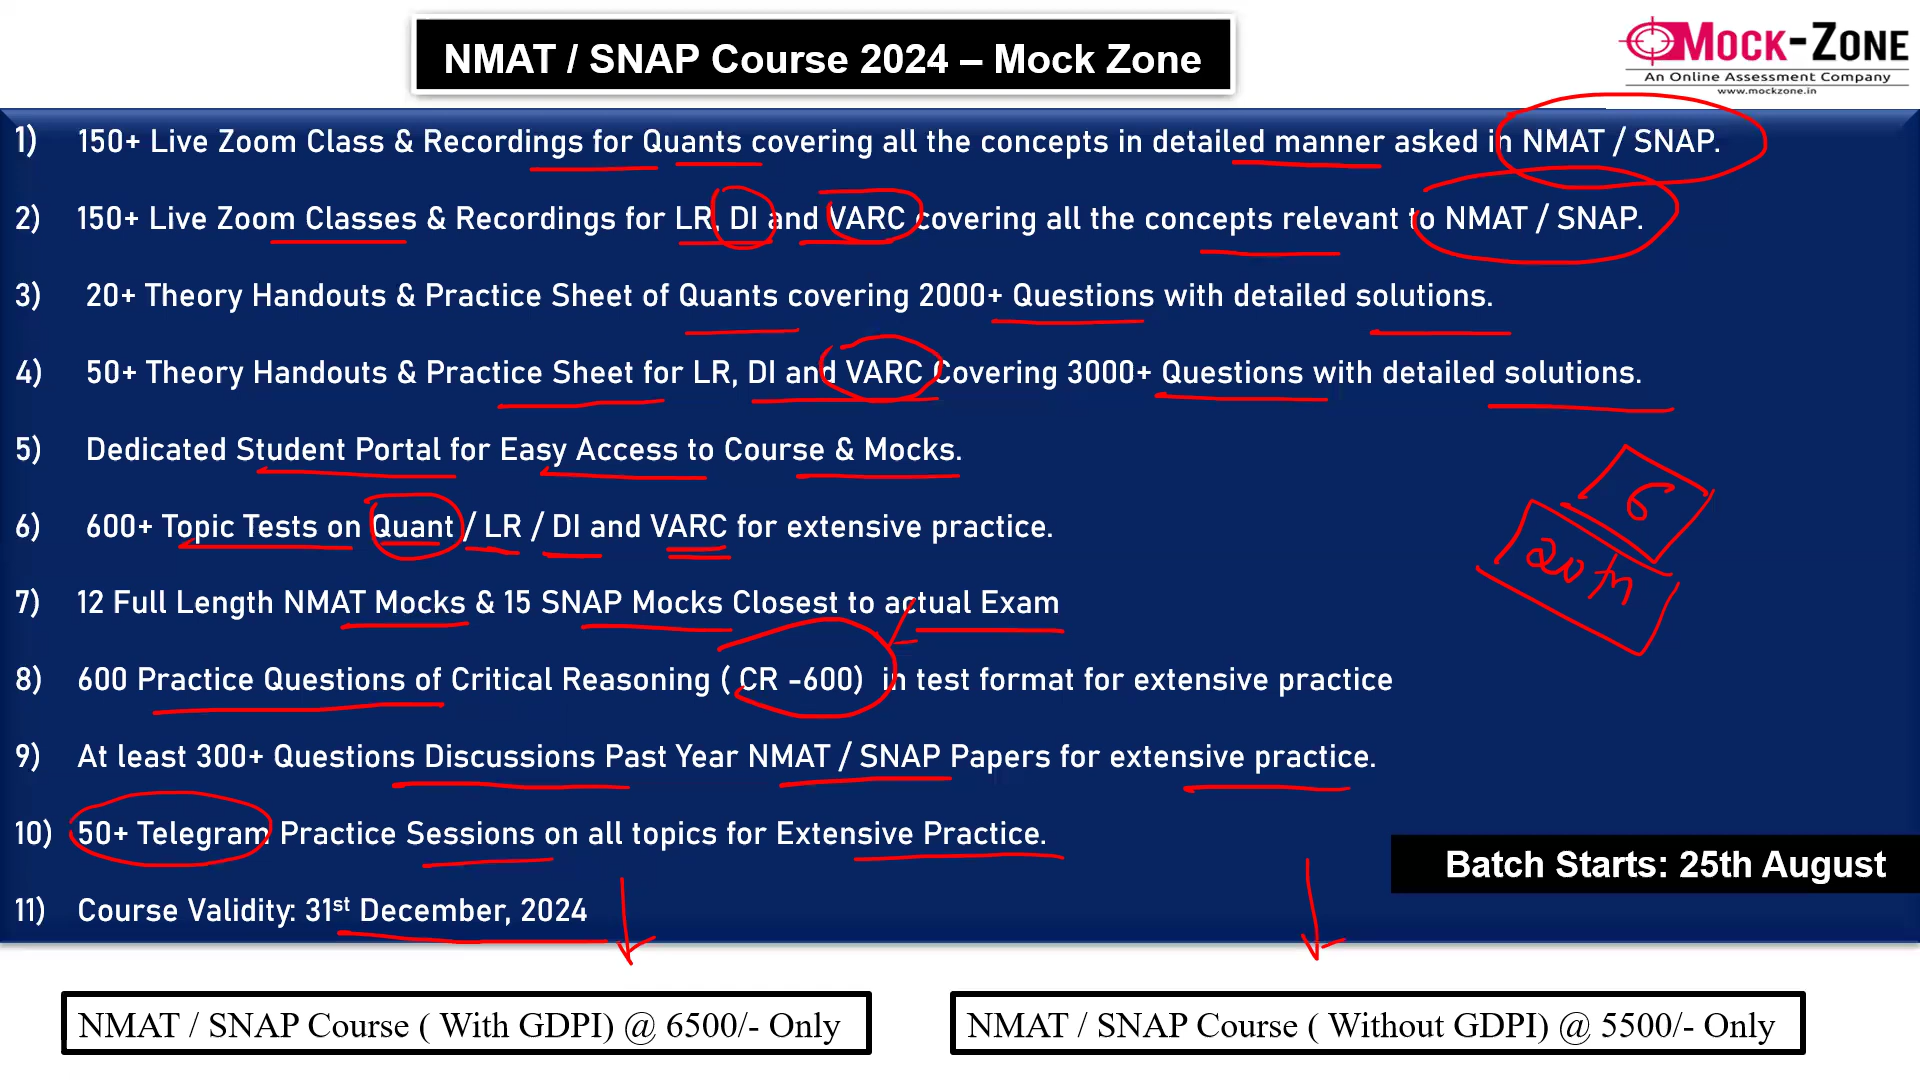 NMAT / SNAP Course 2024 – Mock Zone
MOCK-ZONE
An Online Assessment Company
www.mockzone.in
1) 150+ Live Zoom Class & Recordings for Quants covering all the concepts in detailed manner asked in NMAT / SNAP.
2) 150+ Live Zoom Classes & Recordings for LR, DI and VARC covering all the concepts relevant to NMAT / SNAP.
3) 20+ Theory Handouts & Practice Sheet of Quants covering 2000+ Questions with detailed solutions.
4) 50+ Theory Handouts & Practice Sheet for LR, DI and VARC Covering 3000+ Questions with detailed solutions.
5) Dedicated Student Portal for Easy Access to Course & Mocks.
6
6) 600+ Topic Tests on Quant / LR / DI and VARC for extensive practice.
7) 12 Full Length NMAT Mocks & 15 SNAP Mocks Closest to actual Exam
8) 600 Practice Questions of Critical Reasoning ( CR -600) in test format for extensive practice
9) At least 300+ Questions Discussions Past Year NMAT / SNAP Papers for extensive practice.
10) 50+ Telegram Practice Sessions on all topics for Extensive Practice.
Batch Starts: 25th August
11) Course Validity: 31st December, 2024
NMAT / SNAP Course ( With GDPI) @ 6500/- Only
NMAT / SNAP Course ( Without GDPI) @ 5500/- Only